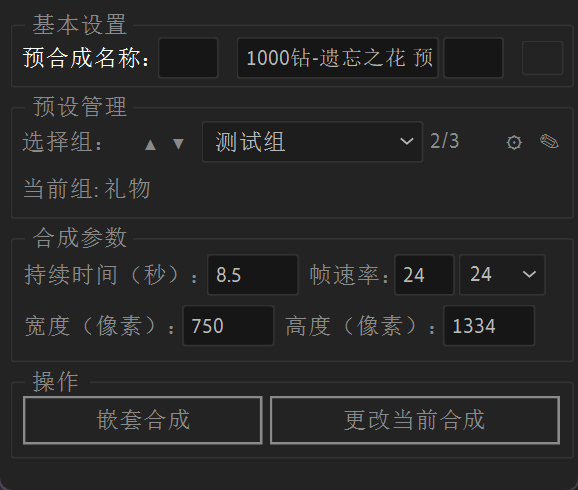 基本设置
预合成名称： 1000钻-遗忘之花 预
预设管理
选择组： ▲ ▼ 测试组 2/3
当前组: 礼物
合成参数
持续时间（秒）: 8.5 帧速率: 24 24
宽度（像素）: 750 高度（像素）: 1334
操作
嵌套合成 更改当前合成